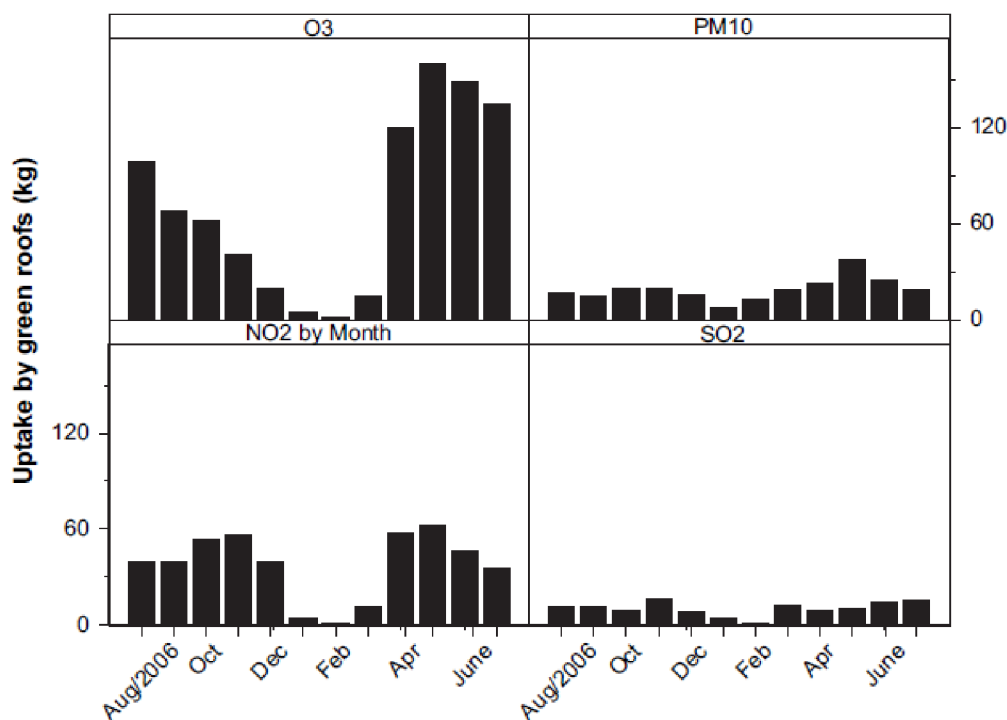 O3
PM10
Uptake by green roofs (kg)
120
60
0
NO2 by Month
SO2
120
60
0
Aug/2006
Oct
Dec
Feb
Apr
June
Aug/2006
Oct
Dec
Feb
Apr
June